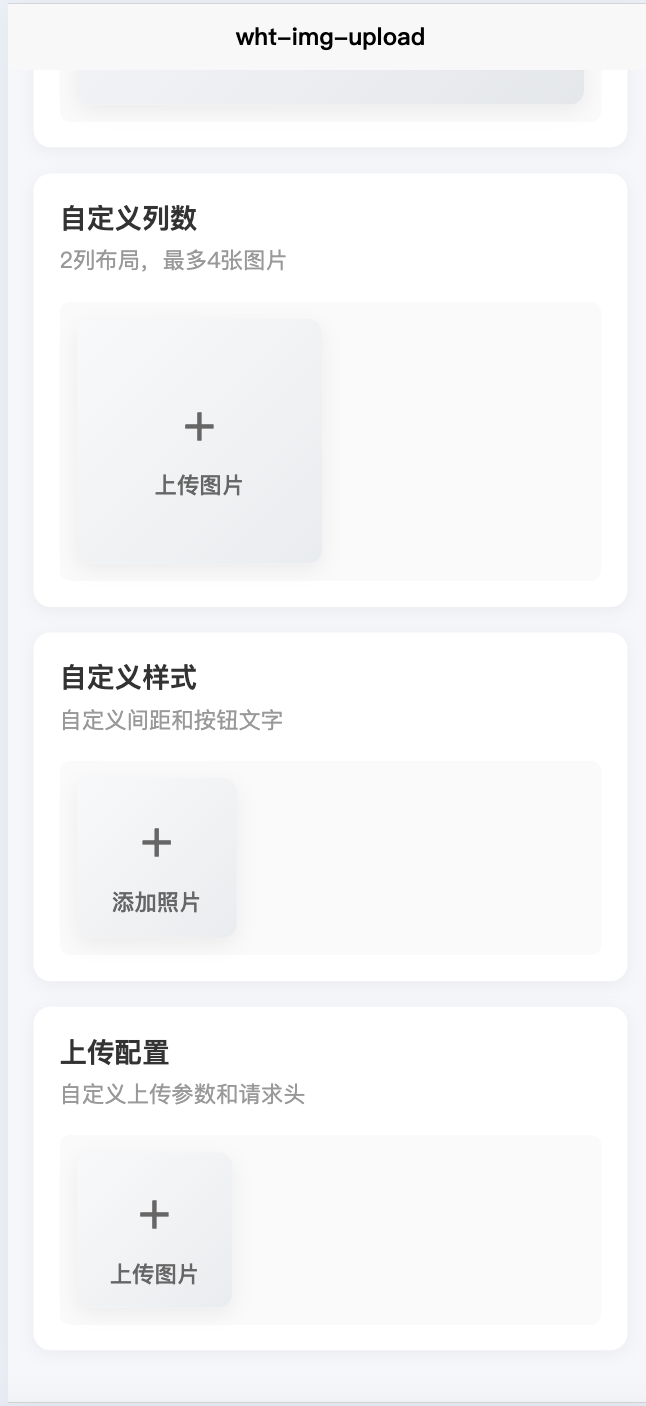 wht-img-upload
自定义列数
2列布局，最多4张图片
上传图片
自定义样式
自定义间距和按钮文字
添加照片
上传配置
自定义上传参数和请求头
上传图片